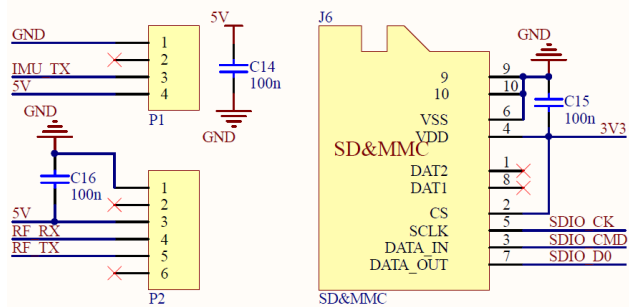 GND
1
2
IMU_TX
3
5V
4
P1
5V
C14
100n
GND
GND
C16
100n
1
2
5V
3
RF_RX
4
RF_TX
5
6
P2
J6
SD&MMC
9
9
10
10
VSS
6
VDD
4
DAT2
1
DAT1
8
CS
2
SCLK
5
SDIO_CK
DATA_IN
3
SDIO_CMD
DATA_OUT
7
SDIO_D0
SD&MMC
GND
C15
100n
3V3